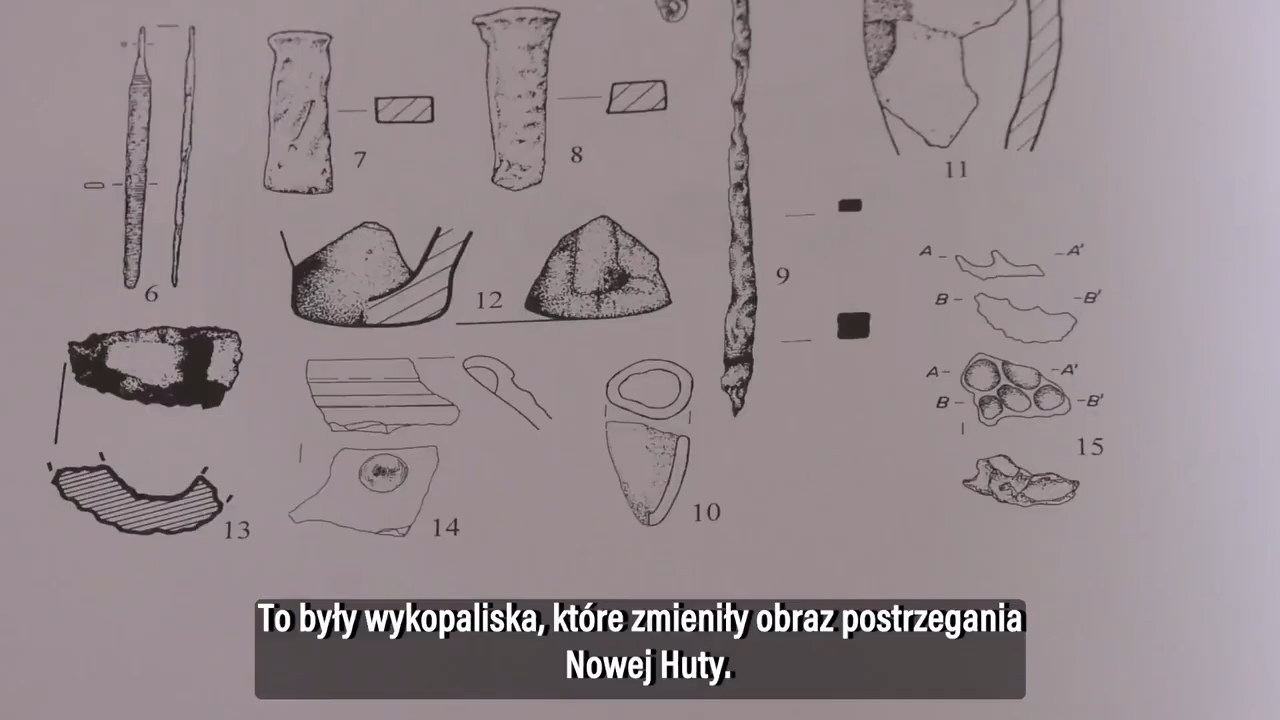 7
8
11
6
12
9
A A'
B B'
A A'
B B'
15
13
14
10
To były wykopaliska, które zmieniły obraz postrzegania
Nowej Huty.